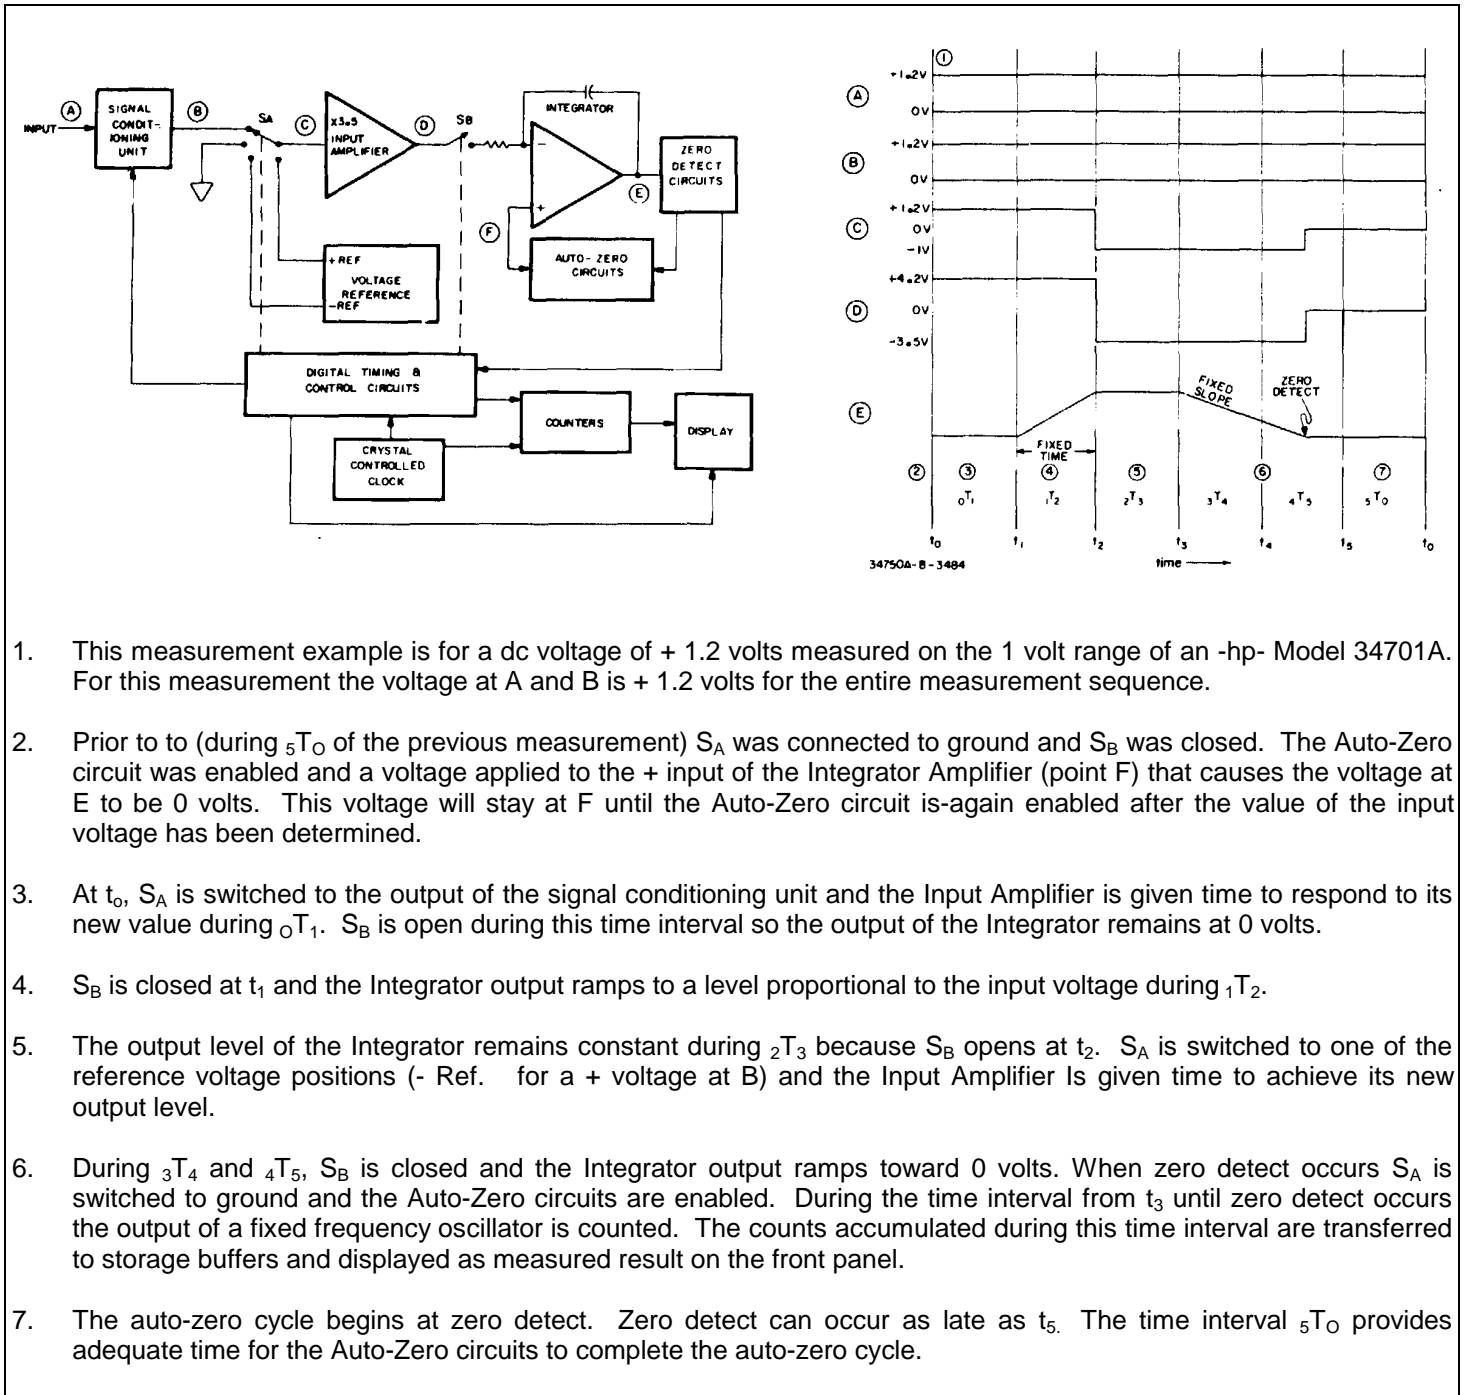 INPUT
A
SIGNAL
CONDIT-
IONING
UNIT
B
SA
C
X3.5
INPUT
AMPLIFIER
D
SB
INTEGRATOR
−
+
E
F
ZERO
DETECT
CIRCUITS
AUTO-ZERO
CIRCUITS
+REF
VOLTAGE
REFERENCE
-REF
DIGITAL TIMING &
CONTROL CIRCUITS
CRYSTAL
CONTROLLED
CLOCK
COUNTERS
DISPLAY
1
A
+1.2V
0V
B
+1.2V
0V
C
+1.2V
0V
-1V
D
+4.2V
0V
-3.5V
E
FIXED
SLOPE
ZERO
DETECT
FIXED
TIME
2 3 4 5 6 7
0T1 1T2 2T3 3T4 4T5 5T0
t0 t1 t2 t3 t4 t5 t0
34750A-B-3484
time
1. This measurement example is for a dc voltage of + 1.2 volts measured on the 1 volt range of an -hp- Model 34701A.
For this measurement the voltage at A and B is + 1.2 volts for the entire measurement sequence.
2. Prior to to (during 5TO of the previous measurement) SA was connected to ground and SB was closed. The Auto-Zero
circuit was enabled and a voltage applied to the + input of the Integrator Amplifier (point F) that causes the voltage at
E to be 0 volts. This voltage will stay at F until the Auto-Zero circuit is-again enabled after the value of the input
voltage has been determined.
3. At to, SA is switched to the output of the signal conditioning unit and the Input Amplifier is given time to respond to its
new value during OT1. SB is open during this time interval so the output of the Integrator remains at 0 volts.
4. SB is closed at t1 and the Integrator output ramps to a level proportional to the input voltage during 1T2.
5. The output level of the Integrator remains constant during 2T3 because SB opens at t2. SA is switched to one of the
reference voltage positions (- Ref. for a + voltage at B) and the Input Amplifier Is given time to achieve its new
output level.
6. During 3T4 and 4T5, SB is closed and the Integrator output ramps toward 0 volts. When zero detect occurs SA is
switched to ground and the Auto-Zero circuits are enabled. During the time interval from t3 until zero detect occurs
the output of a fixed frequency oscillator is counted. The counts accumulated during this time interval are transferred
to storage buffers and displayed as measured result on the front panel.
7. The auto-zero cycle begins at zero detect. Zero detect can occur as late as t5. The time interval 5TO provides
adequate time for the Auto-Zero circuits to complete the auto-zero cycle.